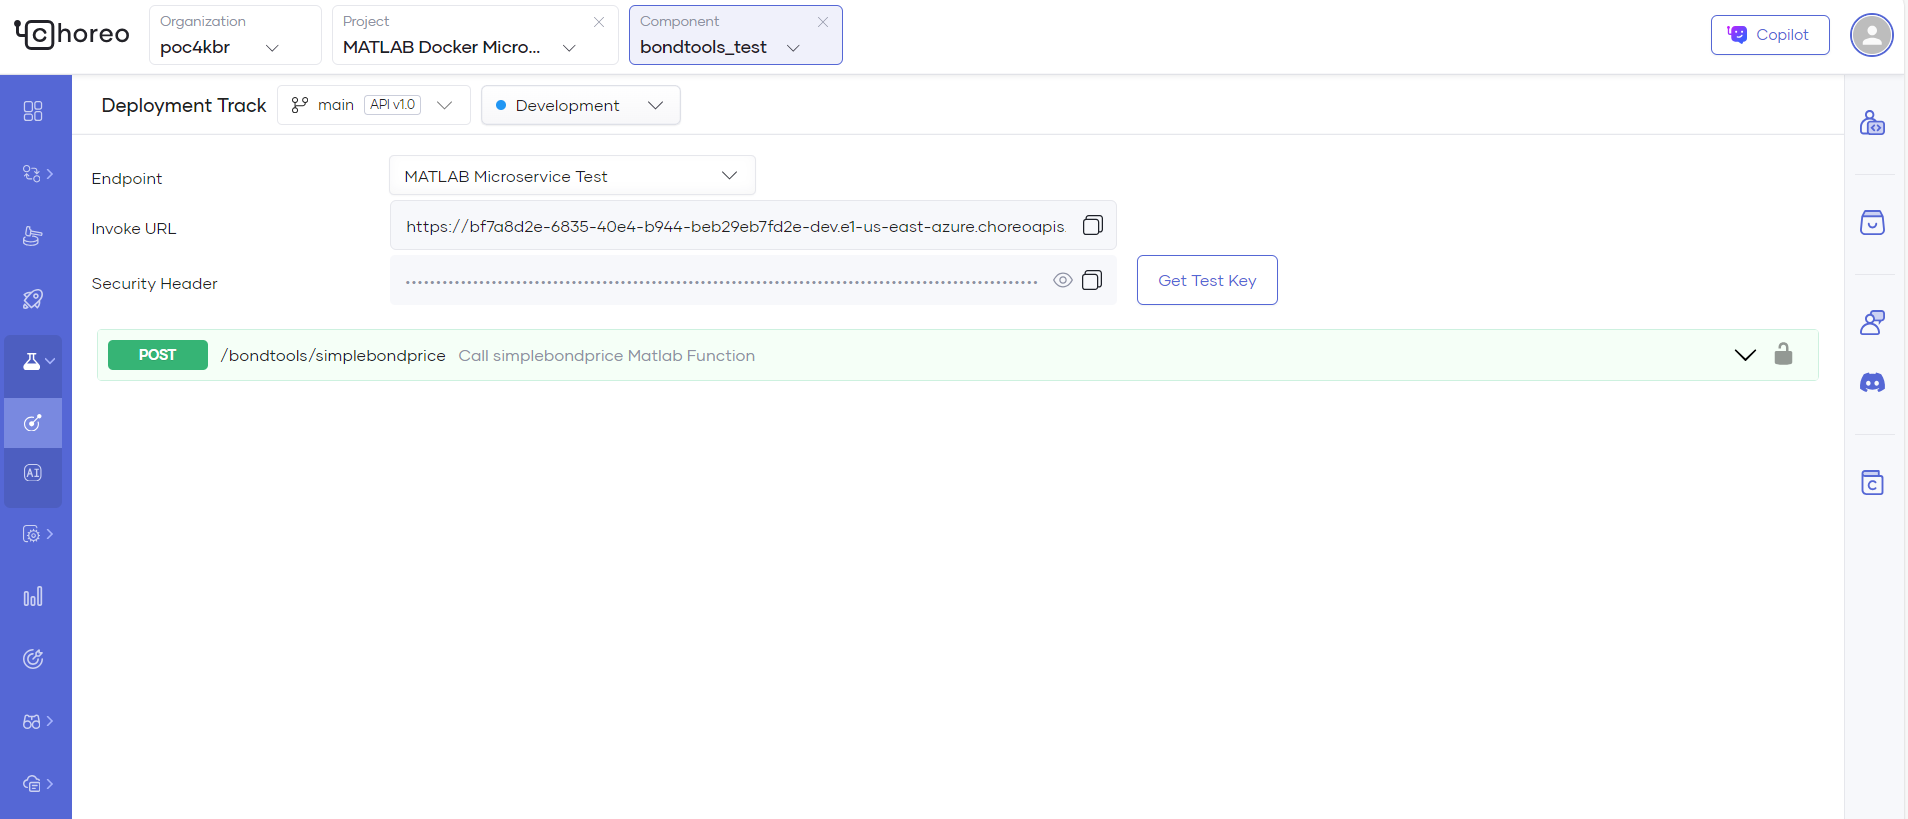 Choreo
Organization
poc4kbr
Project
MATLAB Docker Micro...
Component
bondtools_test
Copilot
Deployment Track
main
API v1.0
Development
Endpoint
MATLAB Microservice Test
Invoke URL
https://bf7a8d2e-6835-40e4-b944-beb29eb7fd2e-dev.e1-us-east-azure.choreoapis.
Security Header
Get Test Key
POST /bondtools/simplebondprice Call simplebondprice Matlab Function
AI